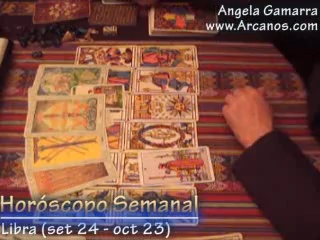 Angela Gamarra
www.Arcanos.com
Horóscopo Semanal
Libra (set 24 - oct 23)